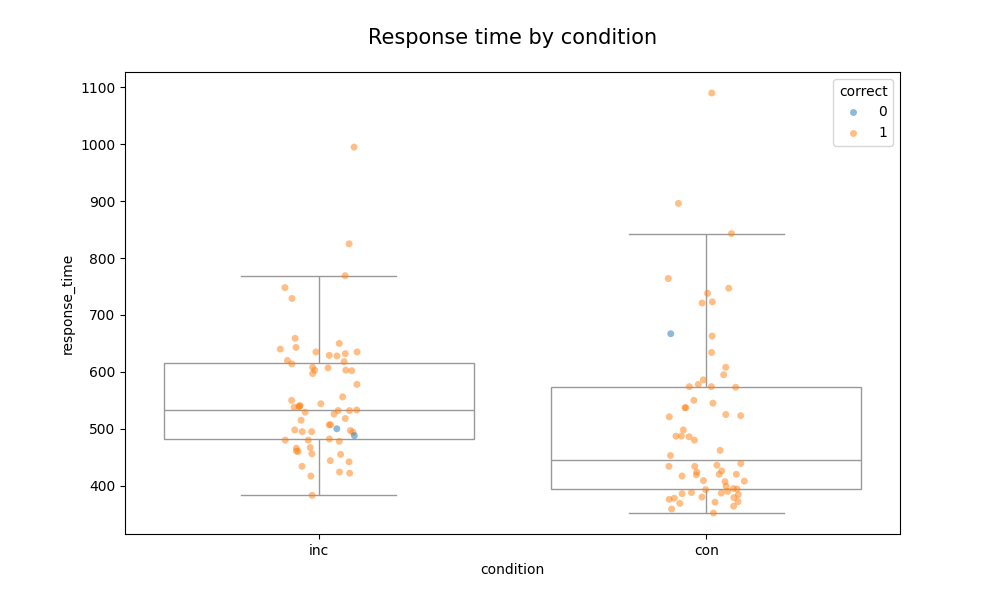 Response time by condition
correct
0
1
1100
1000
900
800
700
600
500
400
response_time
inc
con
condition